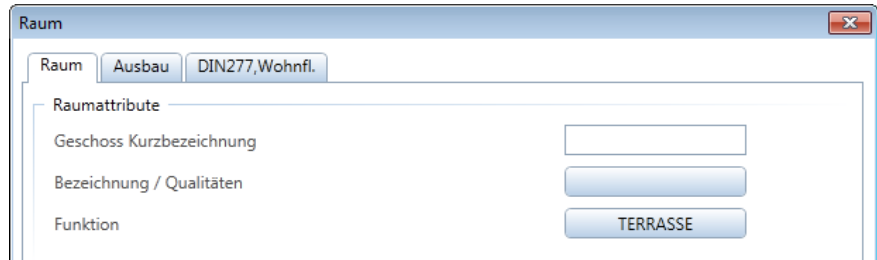 Raum
Raum Ausbau DIN277,Wohnfl.
Raumattribute
Geschoss Kurzbezeichnung
Bezeichnung / Qualitäten
Funktion TERRASSE